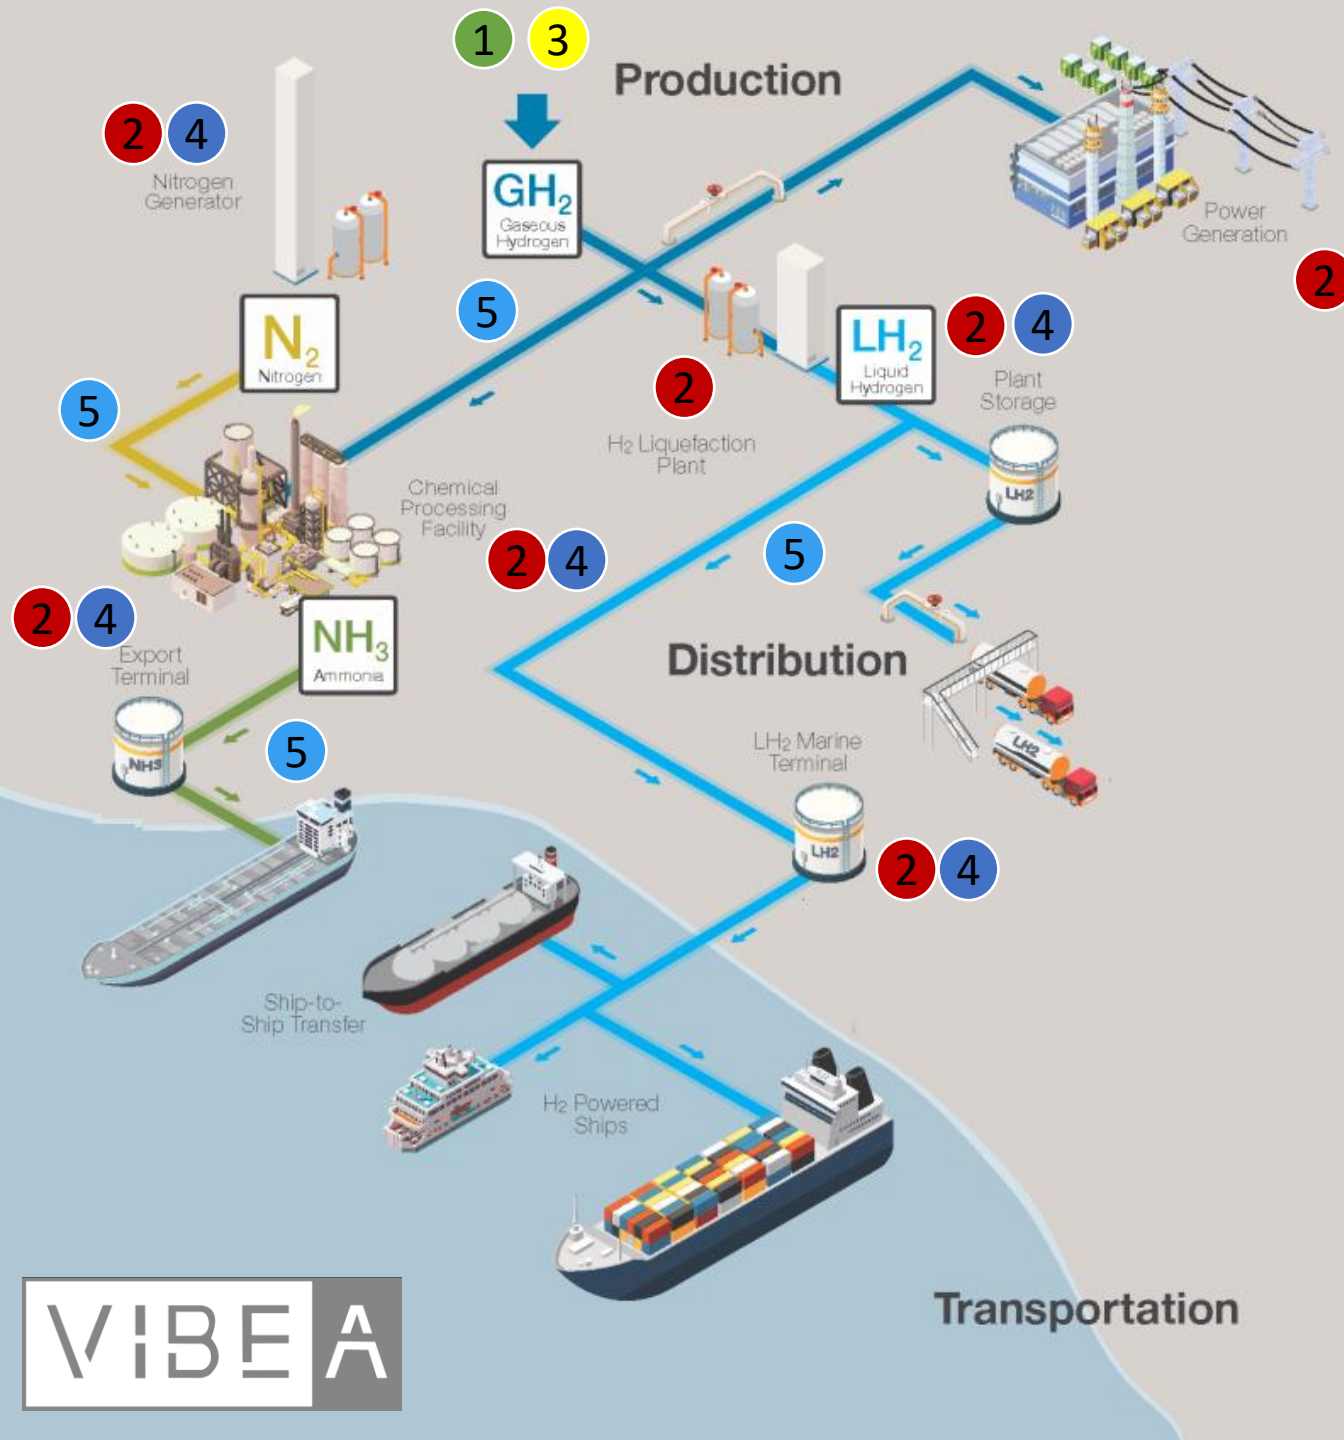 1 3
Production
2 4
Nitrogen
Generator
GH2
Gaseous
Hydrogen
Power
Generation
2
5
N2
Nitrogen
LH2
Liquid
Hydrogen
2 4
Plant
Storage
2
H2 Liquefaction
Plant
5
LH2
Chemical
Processing
Facility
2 4
5
2 4
Export
Terminal
NH3
Ammonia
Distribution
NH3
5
LH2
LH2 Marine
Terminal
LH2
2 4
Ship-to-
Ship Transfer
H2 Powered
Ships
Transportation
VIBE A